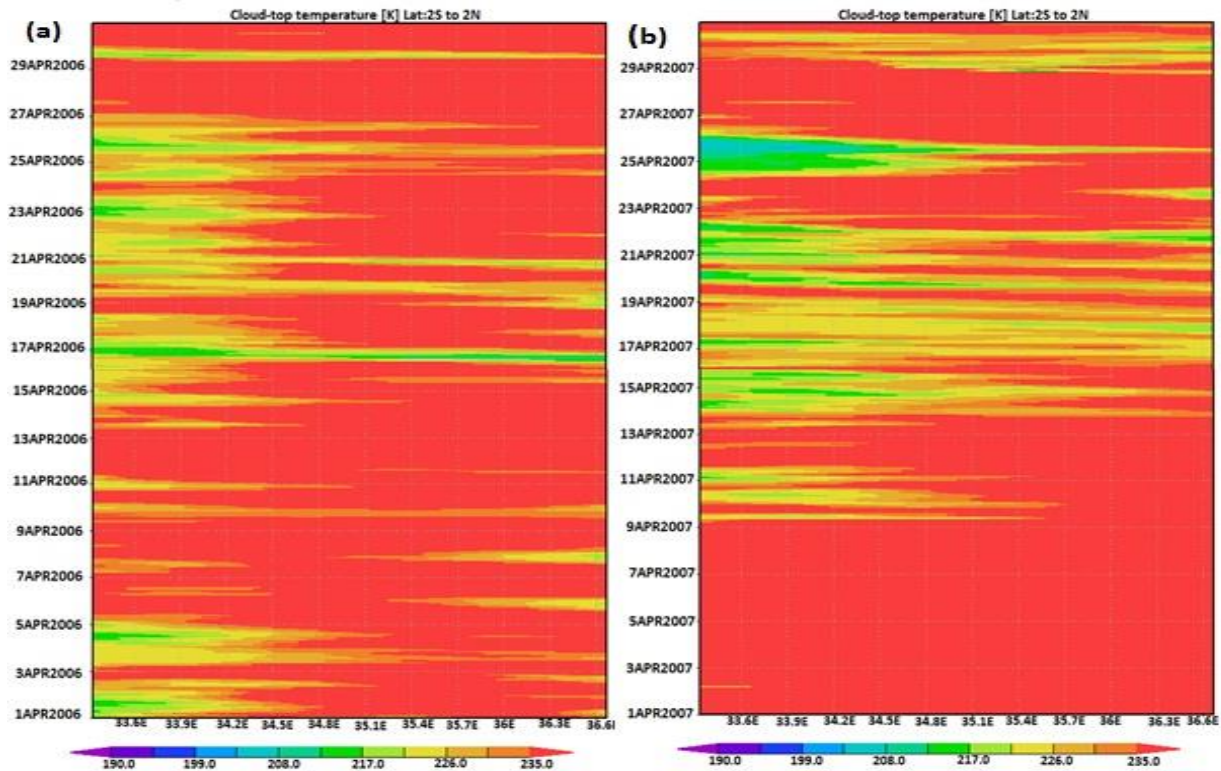 Cloud-top temperature [K] Lat:2S to 2N
(a)
29APR2006
27APR2006
25APR2006
23APR2006
21APR2006
19APR2006
17APR2006
15APR2006
13APR2006
11APR2006
9APR2006
7APR2006
5APR2006
3APR2006
1APR2006
33.6E 33.9E 34.2E 34.5E 34.8E 35.1E 35.4E 35.7E 36E 36.3E 36.6I
190.0 199.0 208.0 217.0 226.0 235.0
Cloud-top temperature [K] Lat:2S to 2N
(b)
29APR2007
27APR2007
25APR2007
23APR2007
21APR2007
19APR2007
17APR2007
15APR2007
13APR2007
11APR2007
9APR2007
7APR2007
5APR2007
3APR2007
1APR2007
33.6E 33.9E 34.2E 34.5E 34.8E 35.1E 35.4E 35.7E 36E 36.3E 36.6E
190.0 199.0 208.0 217.0 226.0 235.0